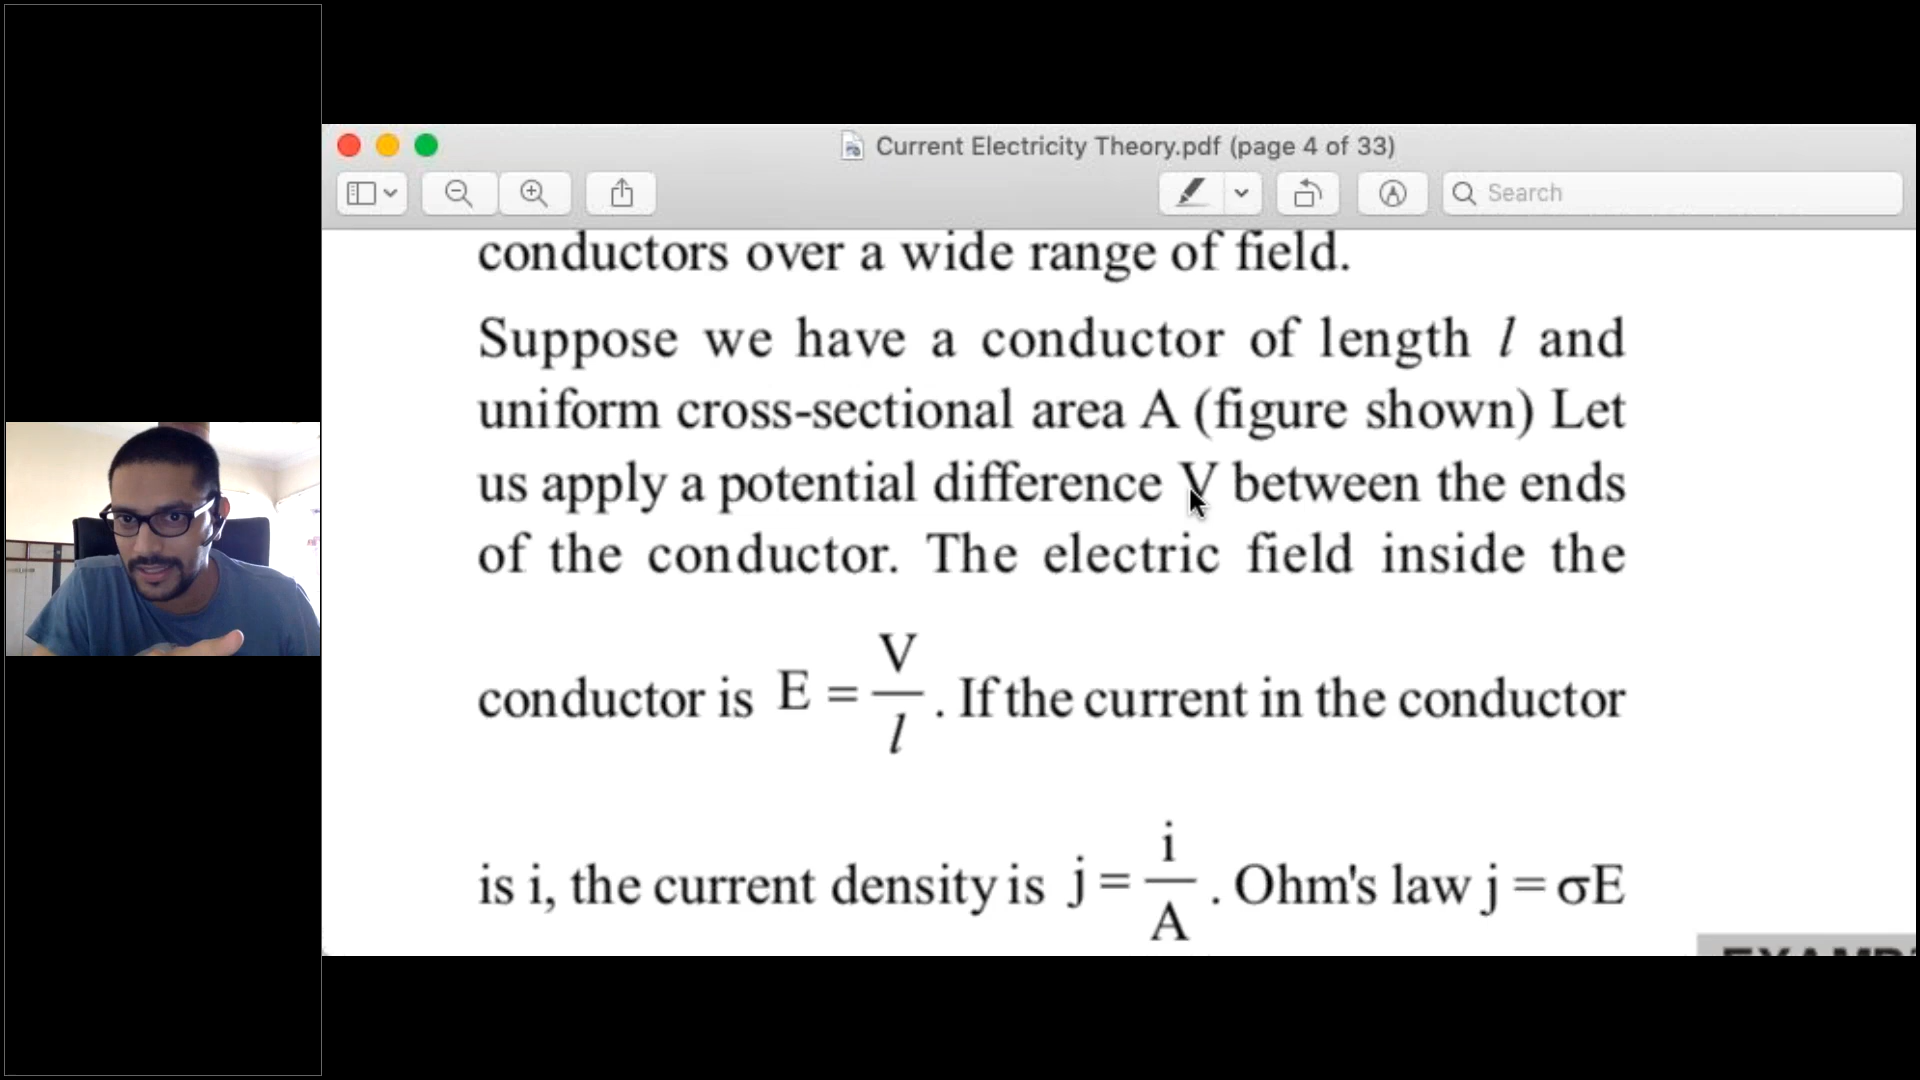 Current Electricity Theory.pdf (page 4 of 33)
Search
conductors over a wide range of field.
Suppose we have a conductor of length l and
uniform cross-sectional area A (figure shown) Let
us apply a potential difference V between the ends
of the conductor. The electric field inside the
conductor is E = V/l . If the current in the conductor
is i, the current density is j = i/A . Ohm's law j = σE